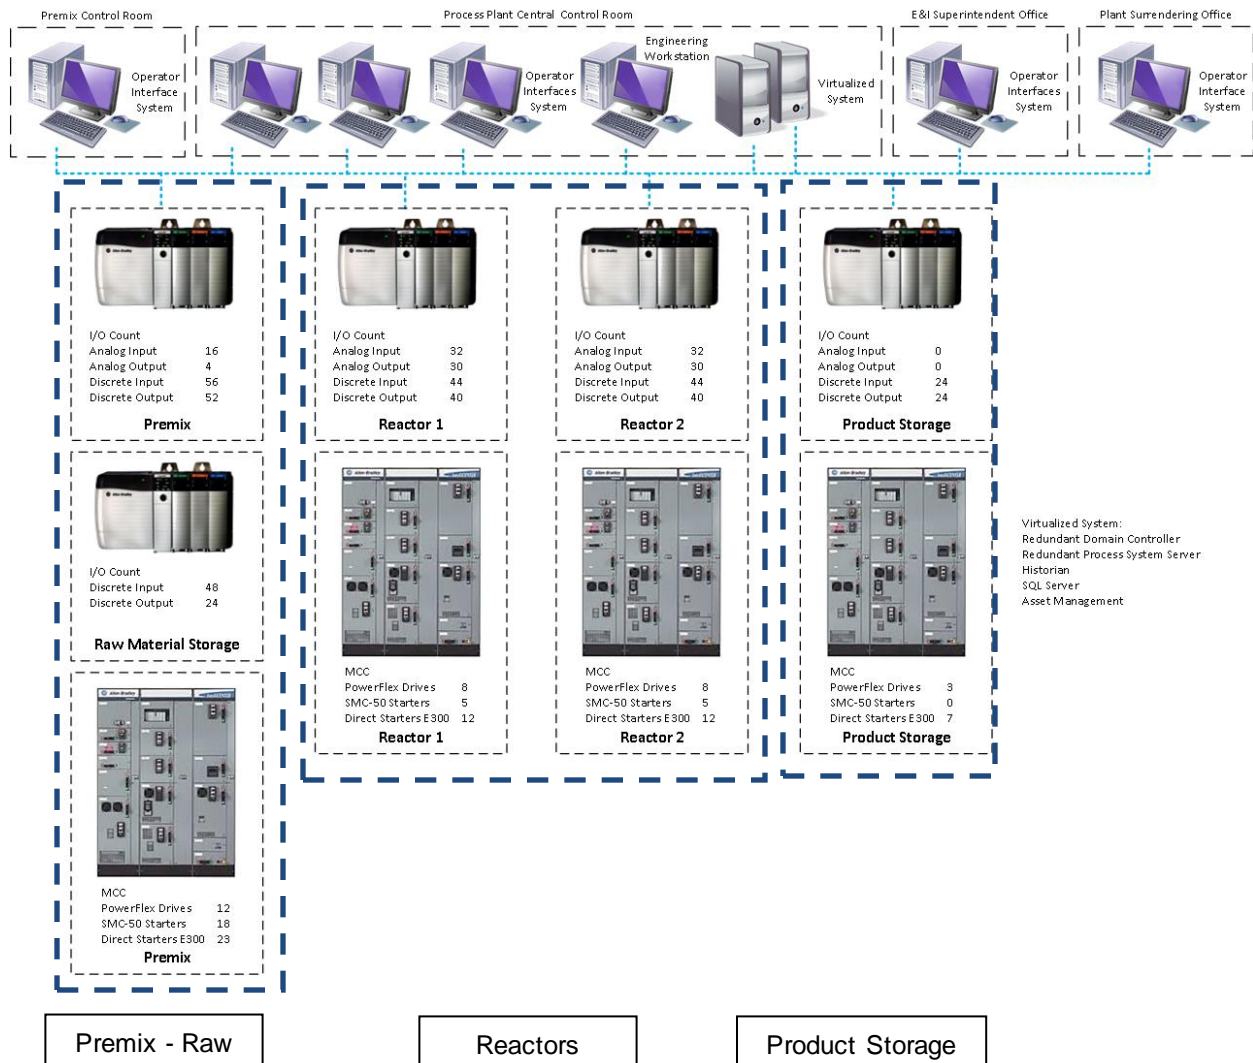 Premix Control Room
Process Plant Central Control Room
E&I Superintendent Office
Plant Surrendering Office
Operator
Interface
System
Operator
Interfaces
System
Engineering
Workstation
Virtualized
System
Operator
Interfaces
System
Operator
Interface
System
I/O Count
Analog Input 16
Analog Output 4
Discrete Input 56
Discrete Output 52
Premix
I/O Count
Analog Input 32
Analog Output 30
Discrete Input 44
Discrete Output 40
Reactor 1
I/O Count
Analog Input 32
Analog Output 30
Discrete Input 44
Discrete Output 40
Reactor 2
I/O Count
Analog Input 0
Analog Output 0
Discrete Input 24
Discrete Output 24
Product Storage
I/O Count
Discrete Input 48
Discrete Output 24
Raw Material Storage
MCC
PowerFlex Drives 8
SMC-50 Starters 5
Direct Starters E300 12
Reactor 1
MCC
PowerFlex Drives 8
SMC-50 Starters 5
Direct Starters E300 12
Reactor 2
MCC
PowerFlex Drives 3
SMC-50 Starters 0
Direct Starters E300 7
Product Storage
Virtualized System:
Redundant Domain Controller
Redundant Process System Server
Historian
SQL Server
Asset Management
MCC
PowerFlex Drives 12
SMC-50 Starters 18
Direct Starters E300 23
Premix
Premix - Raw
Reactors
Product Storage